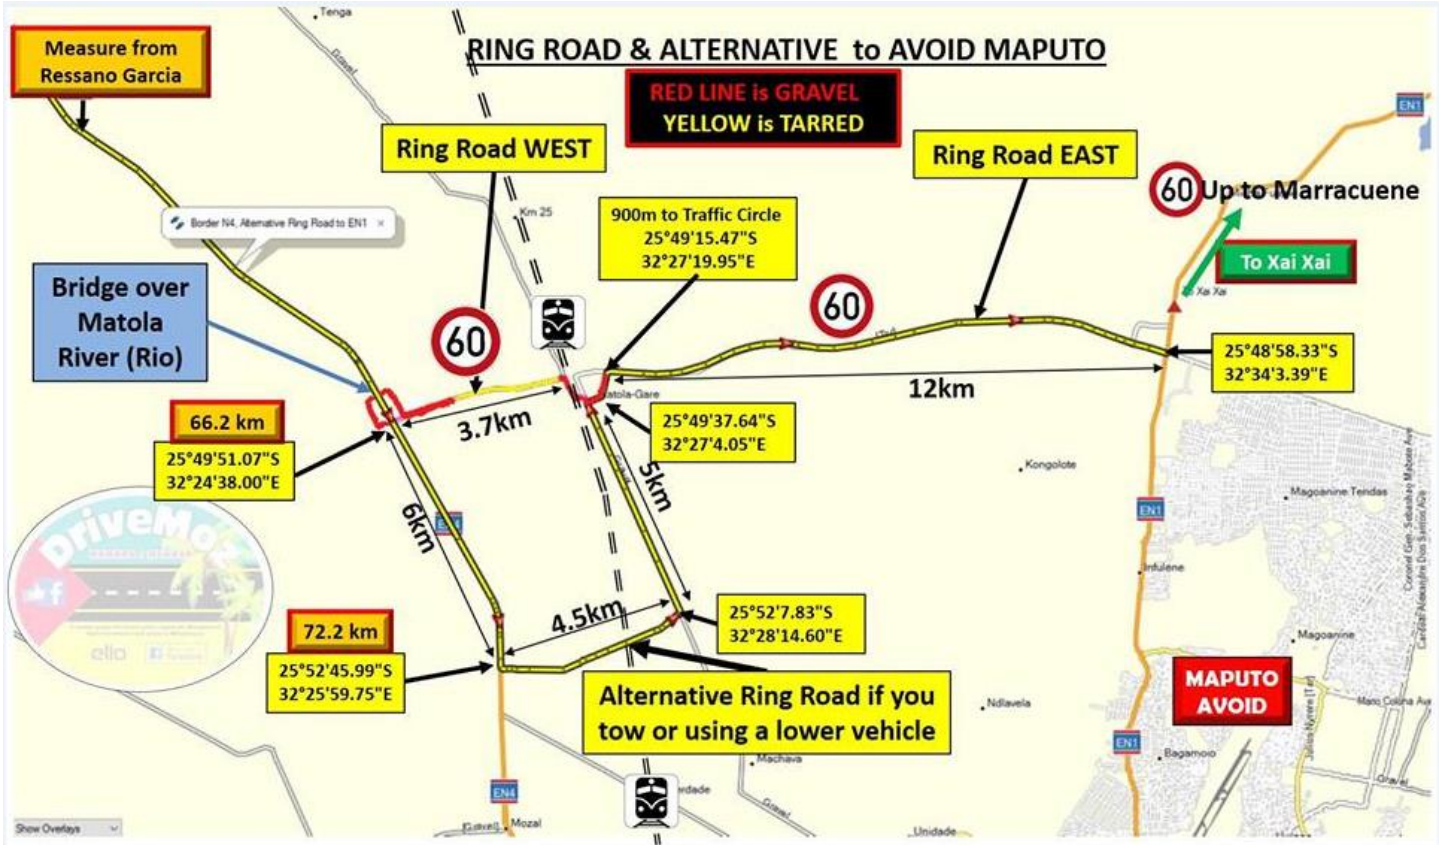 Tenga
Gravel
RING ROAD & ALTERNATIVE to AVOID MAPUTO
Measure from
Ressano Garcia
RED LINE is GRAVEL
YELLOW is TARRED
EN1
Ring Road WEST
Ring Road EAST
60 Up to Marracuene
Km 25
900m to Traffic Circle
25°49'15.47"S
32°27'19.95"E
Border N4, Alternative Ring Road to EN1
To Xai Xai
Bridge over
Matola
River (Rio)
To Xai Xai
60
60
25°48'58.33"S
32°34'3.39"E
12km
3.7km
66.2 km
25°49'51.07"S
32°24'38.00"E
25°49'37.64"S
32°27'4.05"E
5km
Kongolote
Magoanine Tendas
6km
EN1
DriveMoz
Infulene
4.5km
25°52'7.83"S
32°28'14.60"E
72.2 km
25°52'45.99"S
32°25'59.75"E
Magoanine
MAPUTO
AVOID
Alternative Ring Road if you
tow or using a lower vehicle
Ndlavela
EN1
Bagamoio
Machava
EN4
Gravel
Gravel
Show Overlays
[Gravel]
Mozal
Unidade